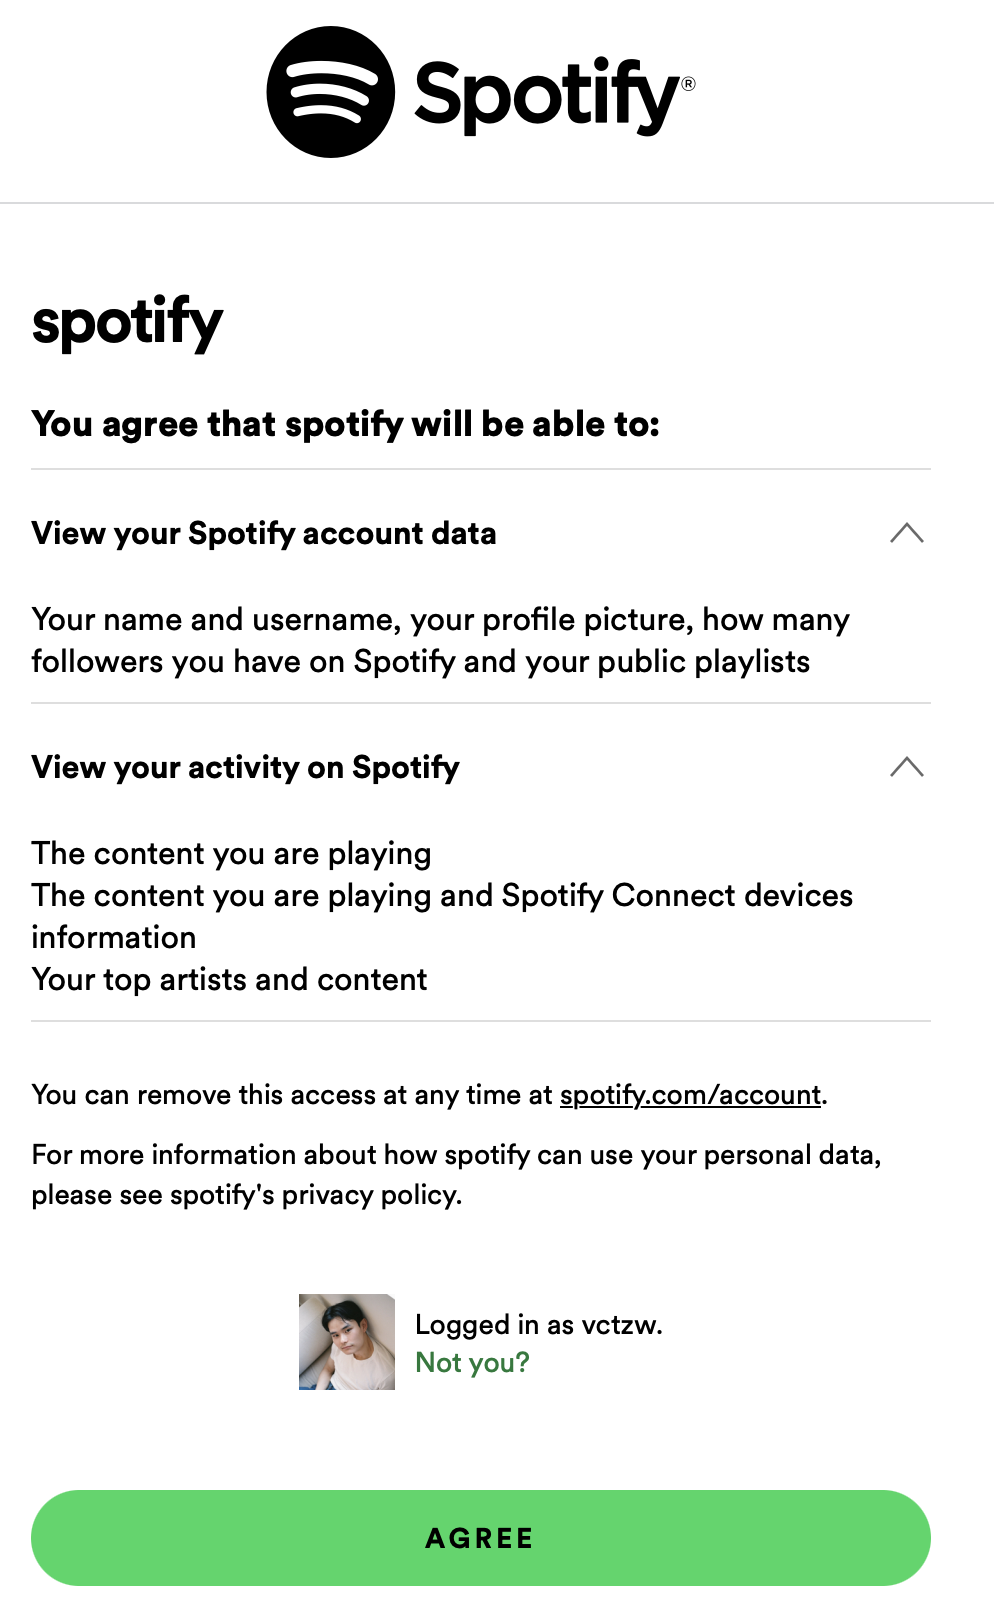 Spotify®
spotify
You agree that spotify will be able to:
View your Spotify account data
Your name and username, your profile picture, how many
followers you have on Spotify and your public playlists
View your activity on Spotify
The content you are playing
The content you are playing and Spotify Connect devices
information
Your top artists and content
You can remove this access at any time at spotify.com/account.
For more information about how spotify can use your personal data,
please see spotify's privacy policy.
Logged in as vctzw.
Not you?
AGREE